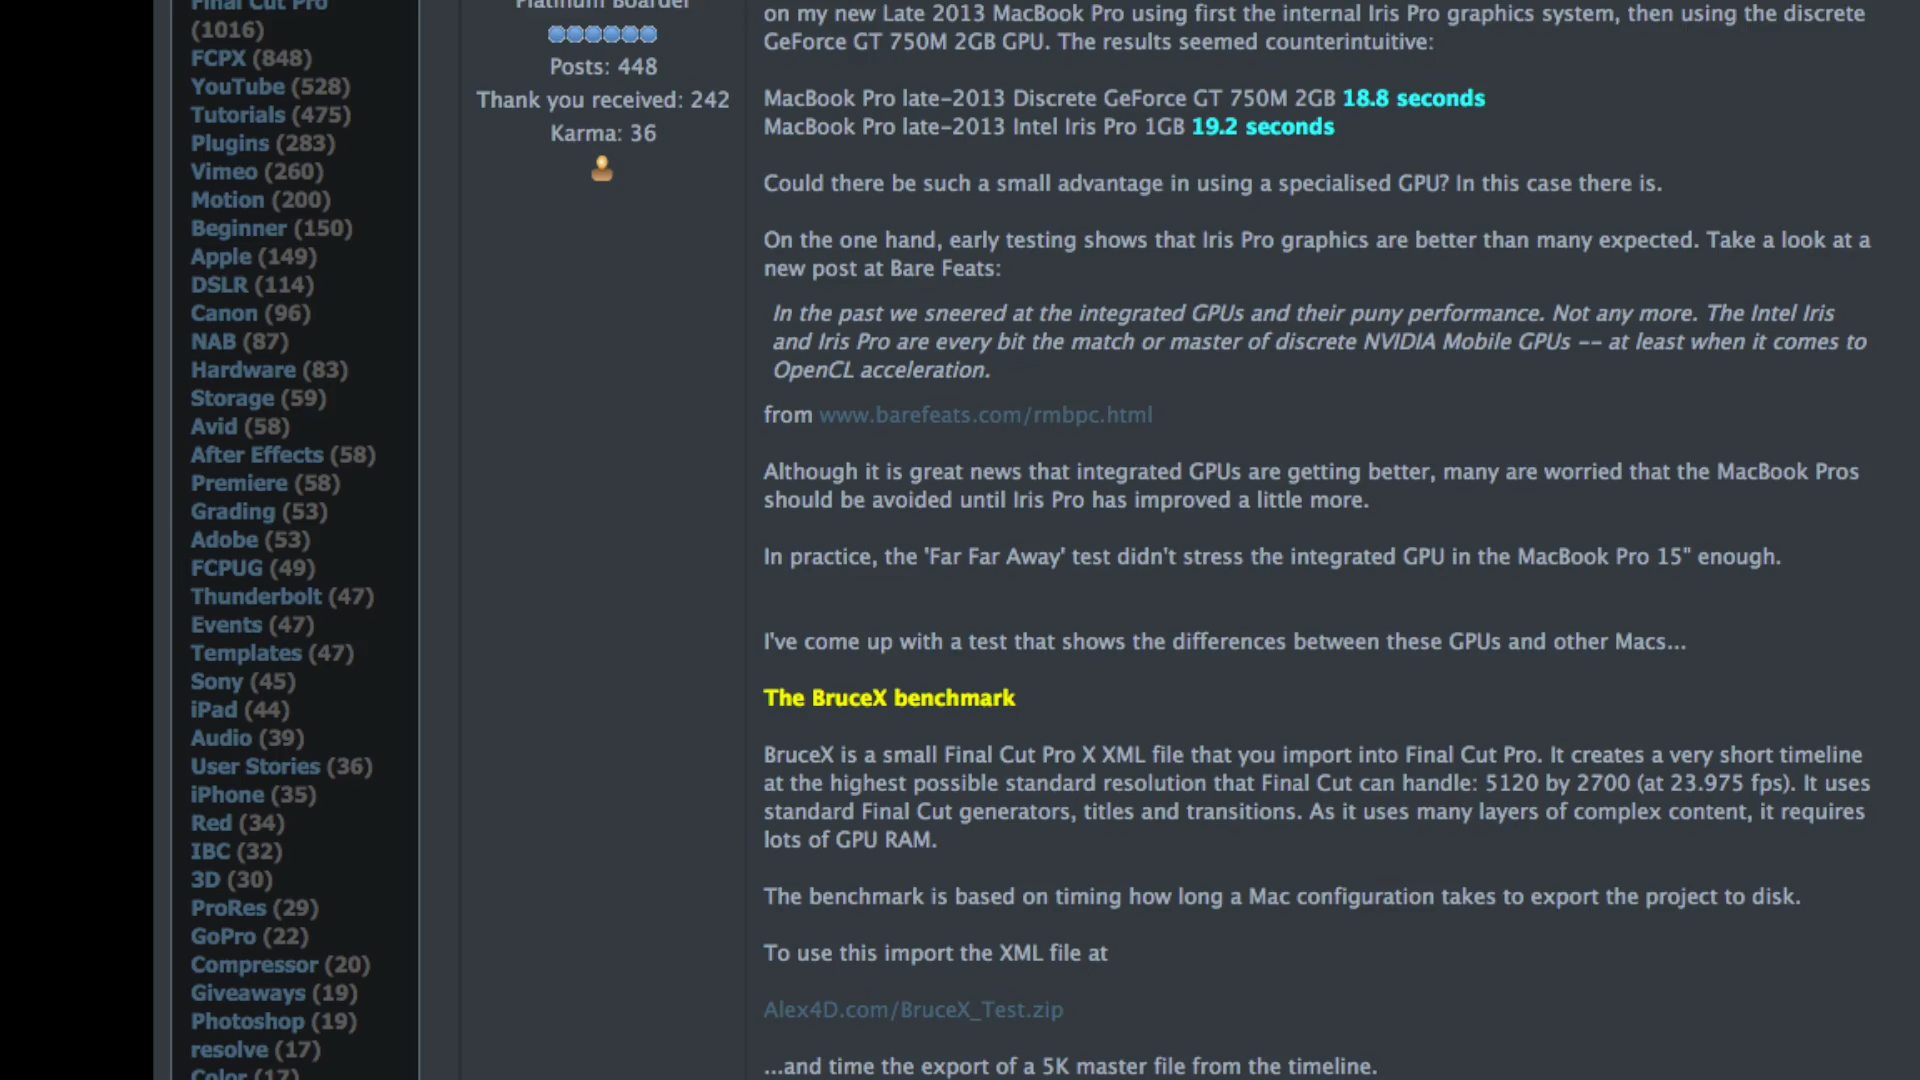 Final Cut Pro
(1016)
FCPX (848)
YouTube (528)
Tutorials (475)
Plugins (283)
Vimeo (260)
Motion (200)
Beginner (150)
Apple (149)
DSLR (114)
Canon (96)
NAB (87)
Hardware (83)
Storage (59)
Avid (58)
After Effects (58)
Premiere (58)
Grading (53)
Adobe (53)
FCPUG (49)
Thunderbolt (47)
Events (47)
Templates (47)
Sony (45)
iPad (44)
Audio (39)
User Stories (36)
iPhone (35)
Red (34)
IBC (32)
3D (30)
ProRes (29)
GoPro (22)
Compressor (20)
Giveaways (19)
Photoshop (19)
resolve (17)
Color (17)
Platinum Boarder
Posts: 448
Thank you received: 242
Karma: 36
on my new Late 2013 MacBook Pro using first the internal Iris Pro graphics system, then using the discrete
GeForce GT 750M 2GB GPU. The results seemed counterintuitive:
MacBook Pro late-2013 Discrete GeForce GT 750M 2GB 18.8 seconds
MacBook Pro late-2013 Intel Iris Pro 1GB 19.2 seconds
Could there be such a small advantage in using a specialised GPU? In this case there is.
On the one hand, early testing shows that Iris Pro graphics are better than many expected. Take a look at a
new post at Bare Feats:
In the past we sneered at the integrated GPUs and their puny performance. Not any more. The Intel Iris
and Iris Pro are every bit the match or master of discrete NVIDIA Mobile GPUs -- at least when it comes to
OpenCL acceleration.
from www.barefeats.com/rmbpc.html
Although it is great news that integrated GPUs are getting better, many are worried that the MacBook Pros
should be avoided until Iris Pro has improved a little more.
In practice, the 'Far Far Away' test didn't stress the integrated GPU in the MacBook Pro 15" enough.
I've come up with a test that shows the differences between these GPUs and other Macs...
The BruceX benchmark
BruceX is a small Final Cut Pro X XML file that you import into Final Cut Pro. It creates a very short timeline
at the highest possible standard resolution that Final Cut can handle: 5120 by 2700 (at 23.975 fps). It uses
standard Final Cut generators, titles and transitions. As it uses many layers of complex content, it requires
lots of GPU RAM.
The benchmark is based on timing how long a Mac configuration takes to export the project to disk.
To use this import the XML file at
Alex4D.com/BruceX_Test.zip
...and time the export of a 5K master file from the timeline.